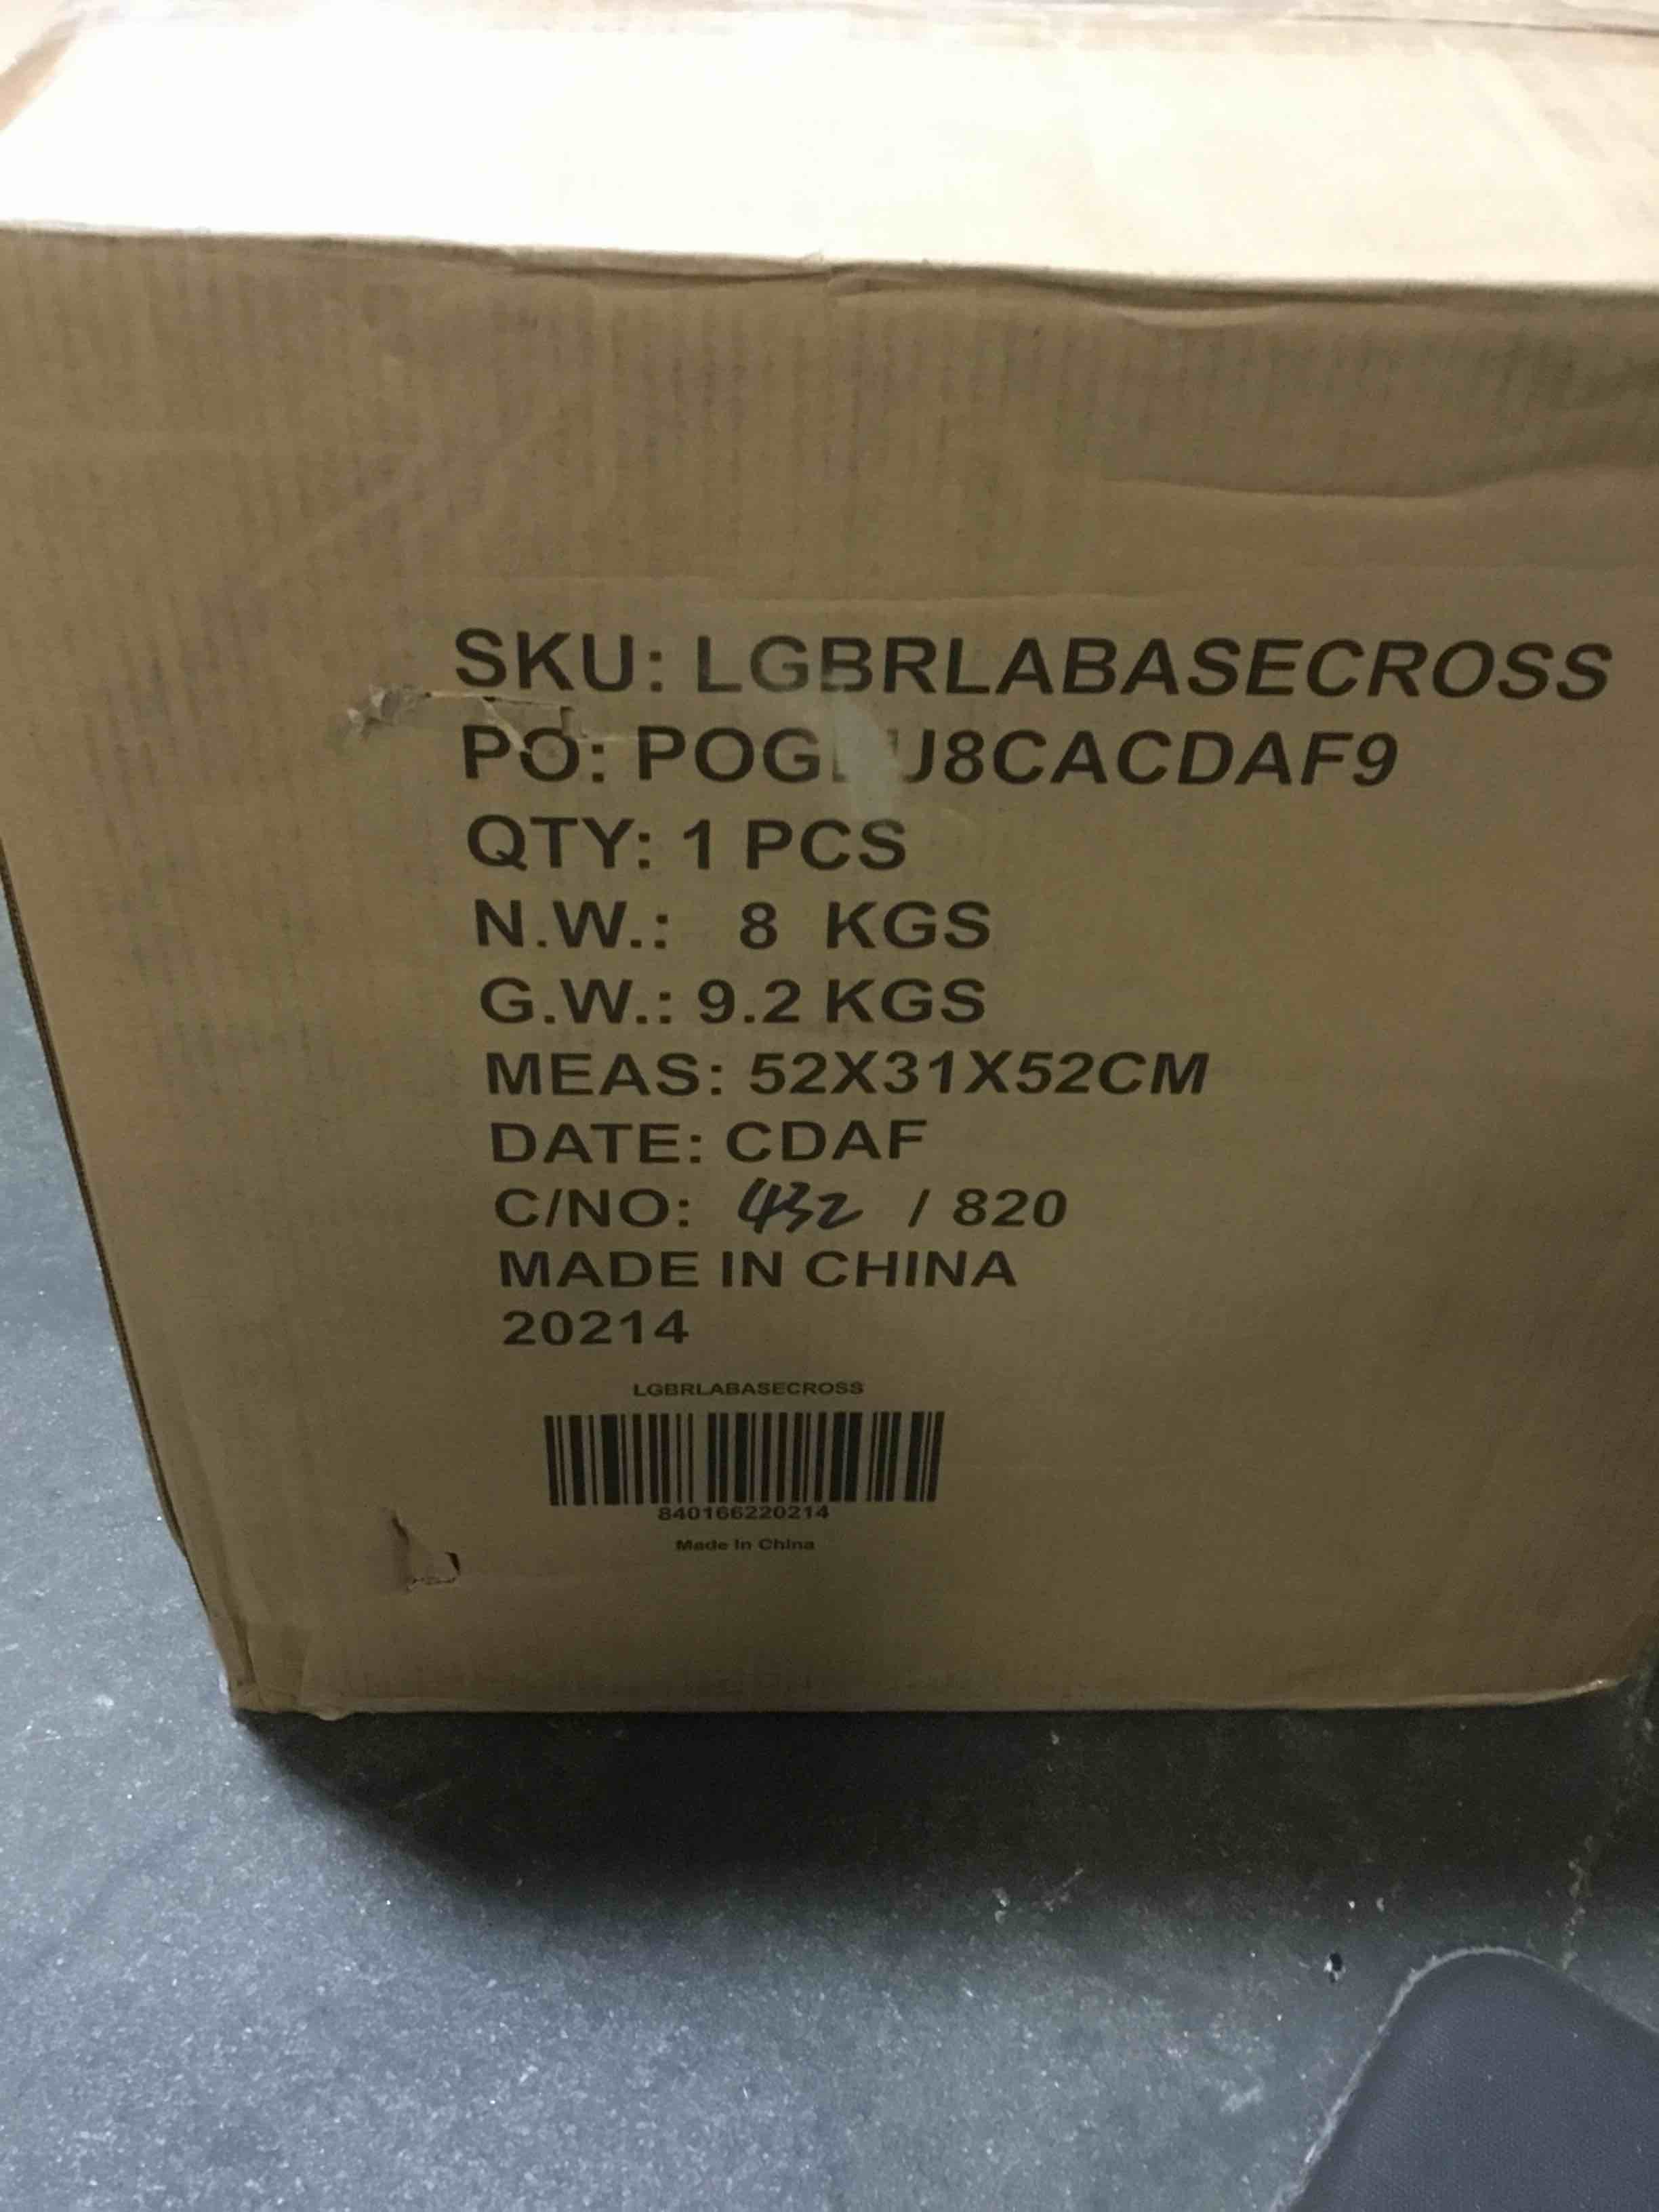 SKU: LGBRLABASECROSS
PO:
QTY: 1 PCS
N.W.: 8 KGS
G.W.: 9.2 KGS
MEAS: 52X31X52CM
DATE: CDAF
C/NO: 432 / 820
MADE IN CHINA
20214
LGBRLABASECROSS
840166220214
Made In China